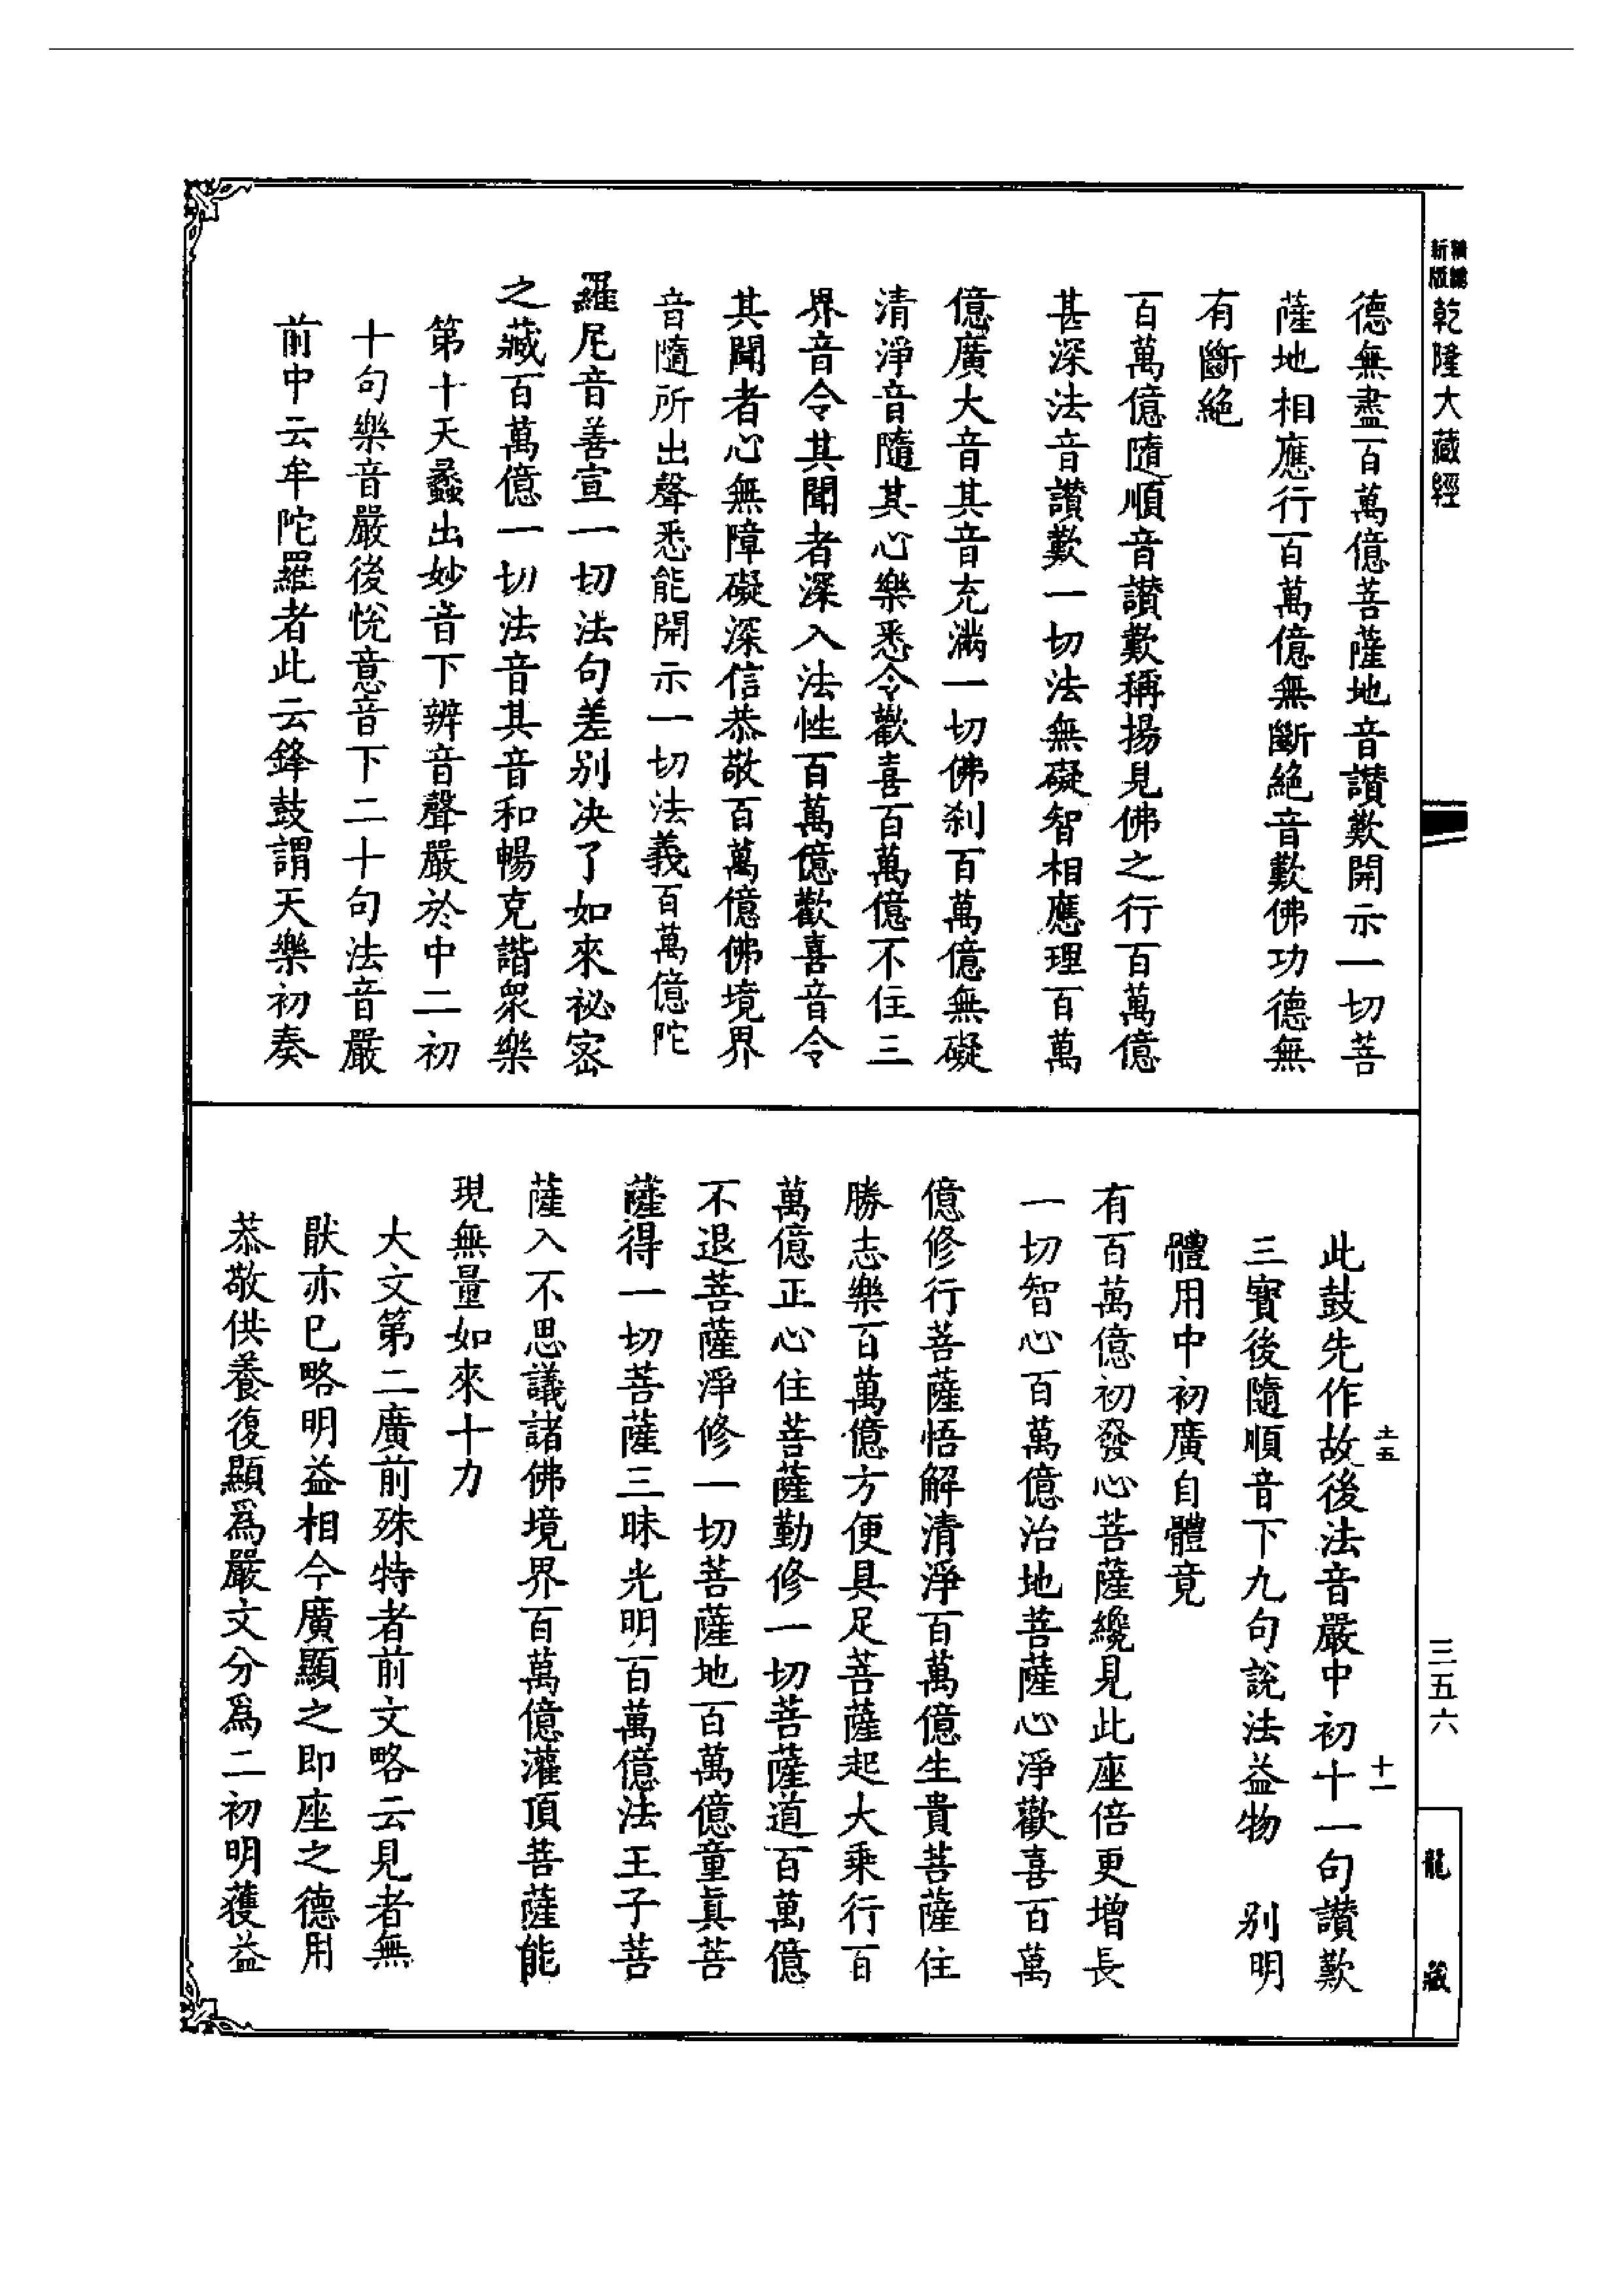 新版
乾隆大藏經
德無盡百萬億菩薩地音讚歎開示一切菩
薩地相應行百萬億無斷絕音歎佛功德無
有斷絕
百萬億隨順音讚歎稱揚見佛之行百萬億
甚深法音讚歎一切法無礙智相應理百萬
億廣大音其音充滿一切佛刹百萬億無礙
清淨音隨其心樂悉令歡喜百萬億不住三
界音令其聞者深入法性百萬億歡喜音令
其聞者心無障礙深信恭敬百萬億佛境界
音隨所出聲悉能開示一切法義百萬億陀
羅尼音善宣一切法句差别决了如來祕密
之藏百萬億一切法音其音和暢克諧衆樂
第十天蠡出妙音下辨音聲嚴於中二初
十句樂音嚴後悅意音下二十句法音嚴
前中云牟陀羅者此云鋒鼓謂天樂初奏
此鼓先作故後法音嚴中初十一句讚歎
三寳後隨順音下九句說法益物 别明
體用中初廣自體竟
有百萬億初發心菩薩纔見此座倍更增長
一切智心百萬億治地菩薩心淨歡喜百萬
億修行菩薩悟解清淨百萬億生貴菩薩住
勝志樂百萬億方便具足菩薩起大乘行百
萬億正心住菩薩勤修一切菩薩道百萬億
不退菩薩淨修一切菩薩地百萬億童眞菩
薩得一切菩薩三昧光明百萬億法王子菩
薩入不思議諸佛境界百萬億灌頂菩薩能
現無量如來十力
大文第二廣前殊特者前文略云見者無
猒亦已略明益相今廣顯之即座之德用
恭敬供養復顯爲嚴文分爲二初明獲益
十一
三五六
龍藏